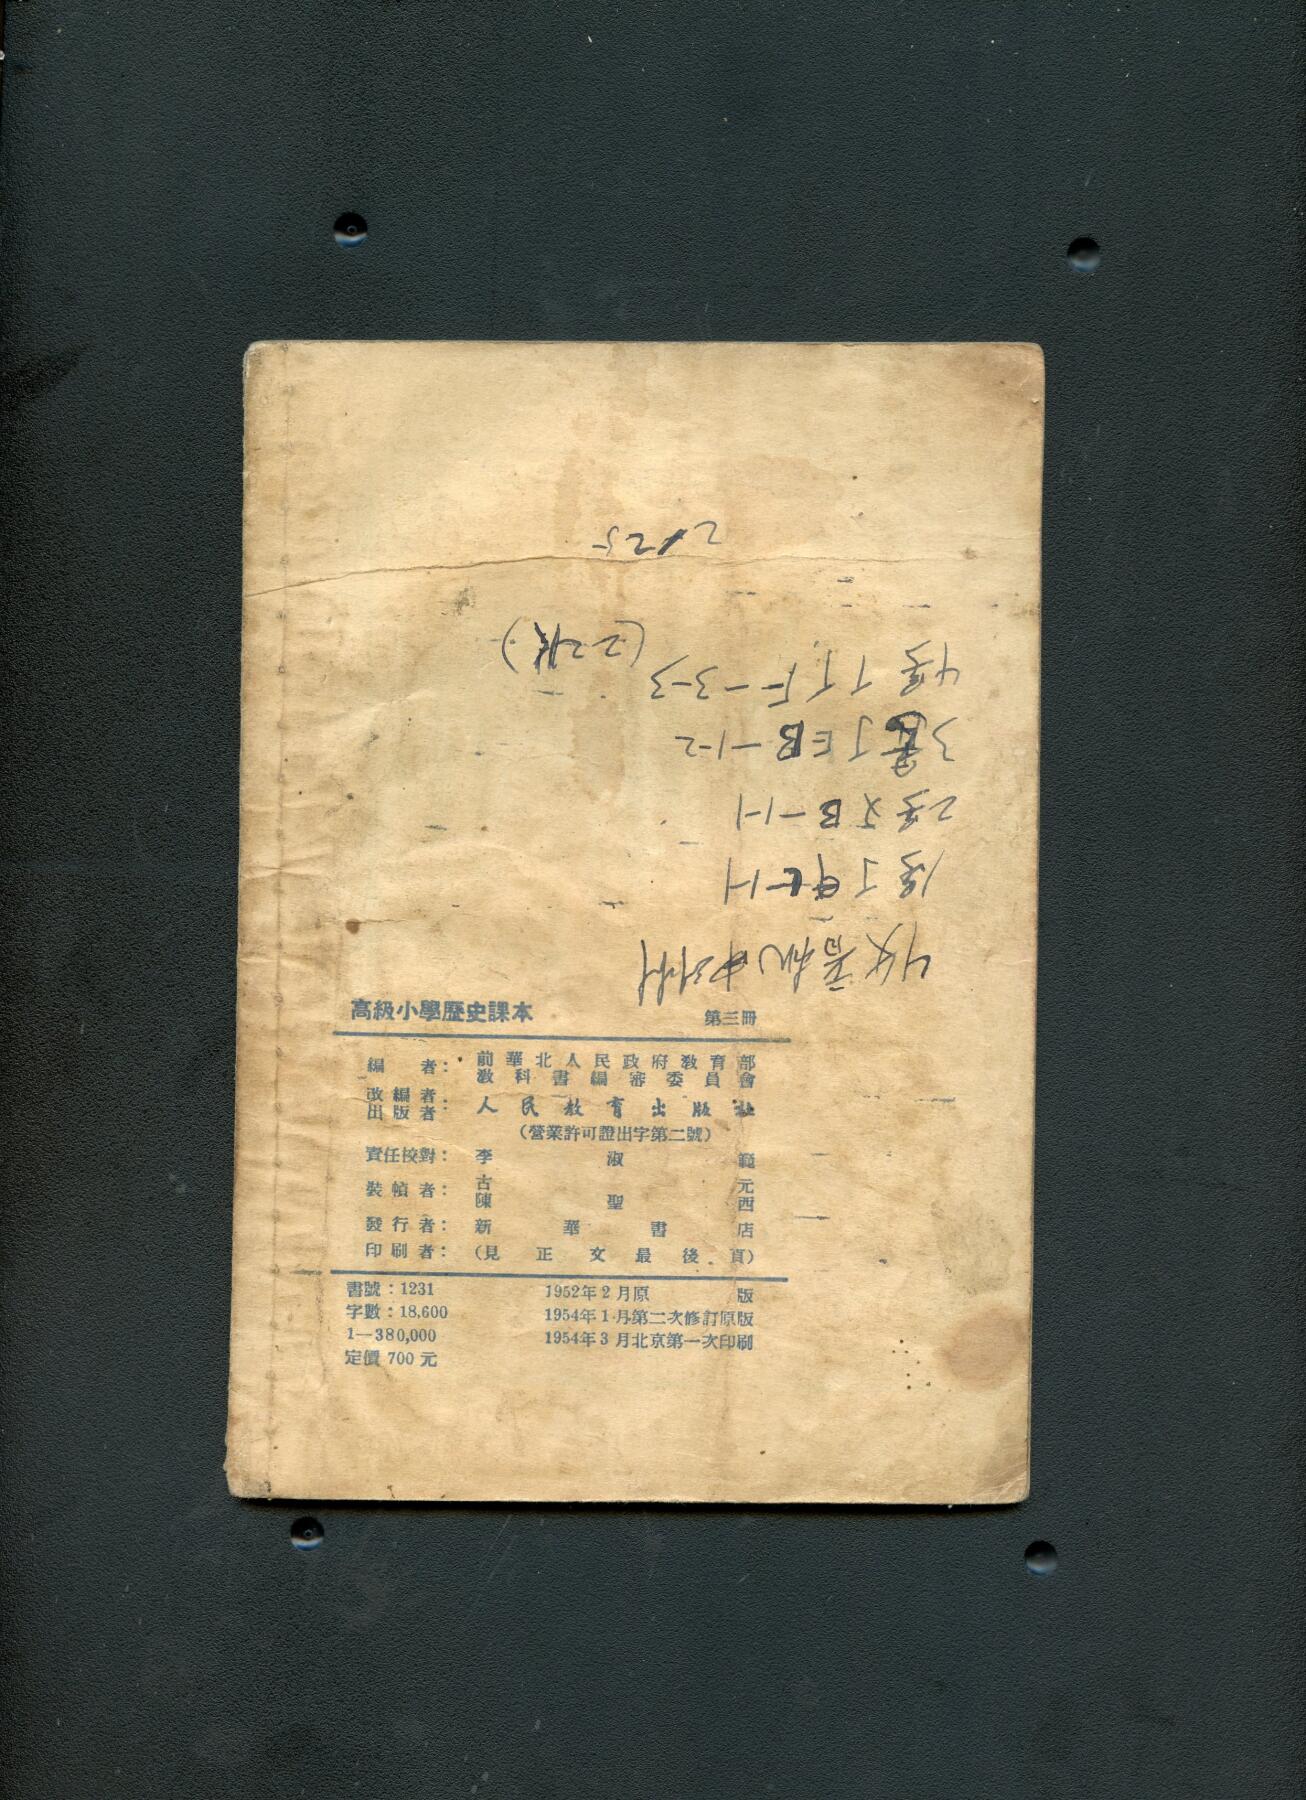 高級小學歷史課本 第三冊
編者： 前華北人民政府教育部
教科書編審委員會
改編者
出版者： 人民教育出版社
（營業許可證出字第二號）
責任校對： 李淑範
裝幀者： 古元
陳聖西
發行者： 新華書店
印刷者： （見正文最後頁）
書號：1231 1952年2月原版
字數：18,600 1954年1月第二次修訂原版
1—380,000 1954年3月北京第一次印刷
定價 700 元
收音机